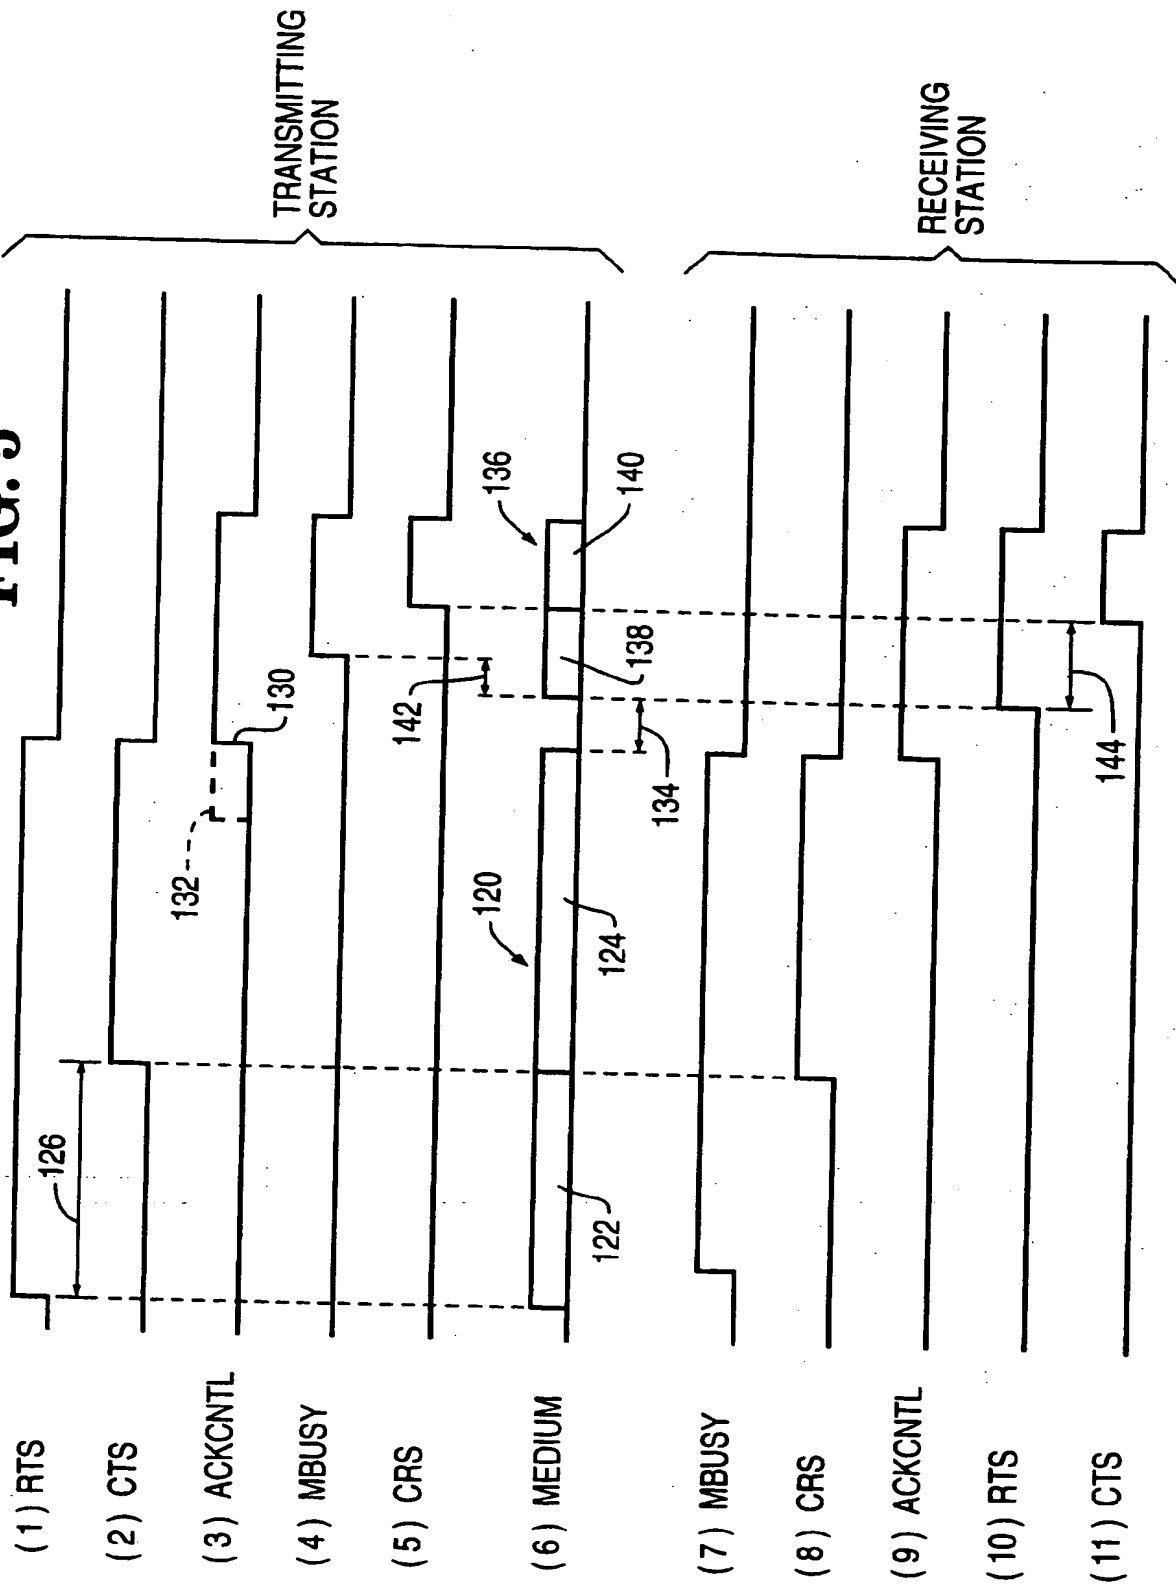 FIG. 5
(1) RTS
126
(2) CTS
(3) ACKCNTL
132
130
(4) MBUSY
(5) CRS
142
136
(6) MEDIUM
122
120
124
134
138
140
TRANSMITTING
STATION
(7) MBUSY
(8) CRS
(9) ACKCNTL
(10) RTS
(11) CTS
144
RECEIVING
STATION